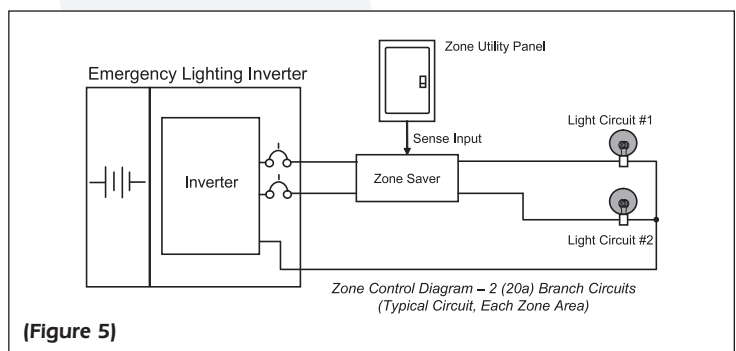 Zone Utility Panel
Emergency Lighting Inverter
Light Circuit #1
Sense Input
Inverter
Zone Saver
Light Circuit #2
Zone Control Diagram – 2 (20a) Branch Circuits
(Typical Circuit, Each Zone Area)
(Figure 5)